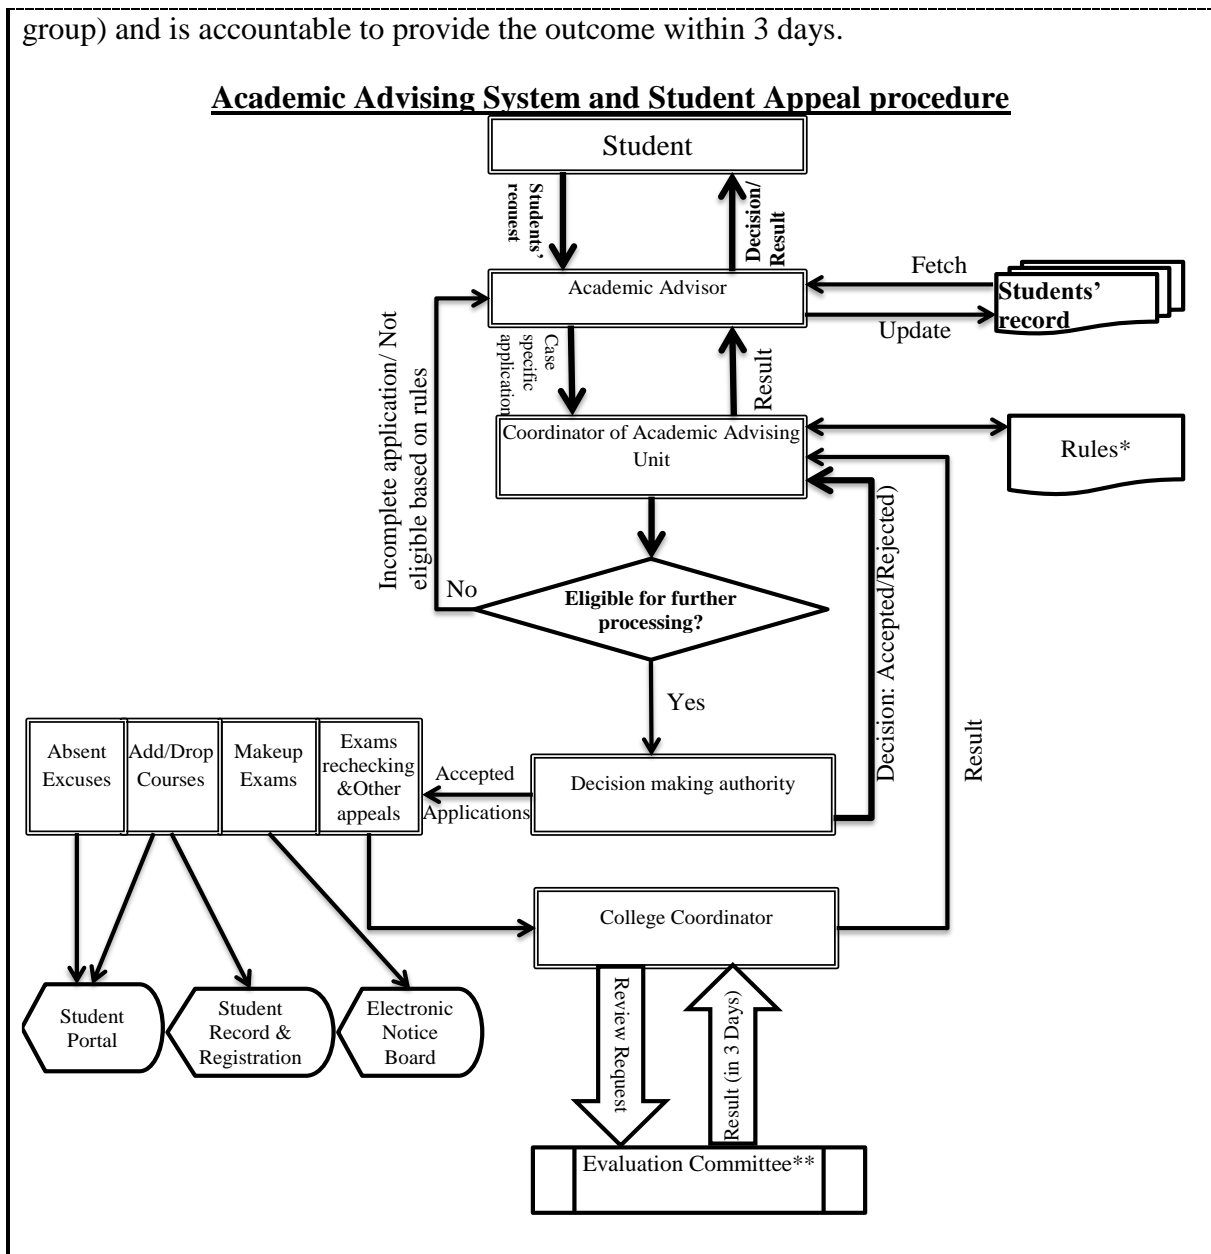 group) and is accountable to provide the outcome within 3 days.
Academic Advising System and Student Appeal procedure
Student
Students'
request
Decision/
Result
Academic Advisor
Fetch
Update
Students'
record
Incomplete application/ Not
eligible based on rules
Case
specific
application
Result
Coordinator of Academic Advising
Unit
Rules*
Eligible for further
processing?
No
Yes
Decision: Accepted/Rejected)
Result
Absent
Excuses
Add/Drop
Courses
Makeup
Exams
Exams
rechecking
&Other
appeals
Accepted
Applications
Decision making authority
College Coordinator
Student
Portal
Student
Record &
Registration
Electronic
Notice
Board
Review Request
Result (in 3 Days)
Evaluation Committee**